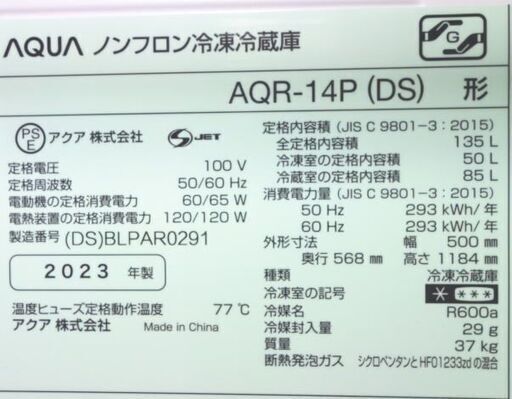 AQUA ノンフロン冷凍冷蔵庫
G
AQR-14P (DS) 形
PS E アクア 株式会社 S JET
定格電圧 100 V
定格周波数 50/60 Hz
電動機の定格消費電力 60/65 W
電熱装置の定格消費電力 120/120 W
製造番号 (DS)BLPAR0291
2023 年製
温度ヒューズ定格動作温度 77 ℃
アクア 株式会社 Made in China
定格内容積 (JIS C 9801-3 : 2015)
全定格内容積 135 L
冷凍室の定格内容積 50 L
冷蔵室の定格内容積 85 L
消費電力量 (JIS C 9801-3 : 2015)
50 Hz 293 kWh/年
60 Hz 293 kWh/年
外形寸法 幅 500 mm
奥行 568 mm 高さ 1184 mm
種類 冷凍冷蔵庫
冷凍室の記号 * ***
冷媒名 R600a
冷媒封入量 29 g
質量 37 kg
断熱発泡ガス シクロペンタンとHFO1233zdの混合